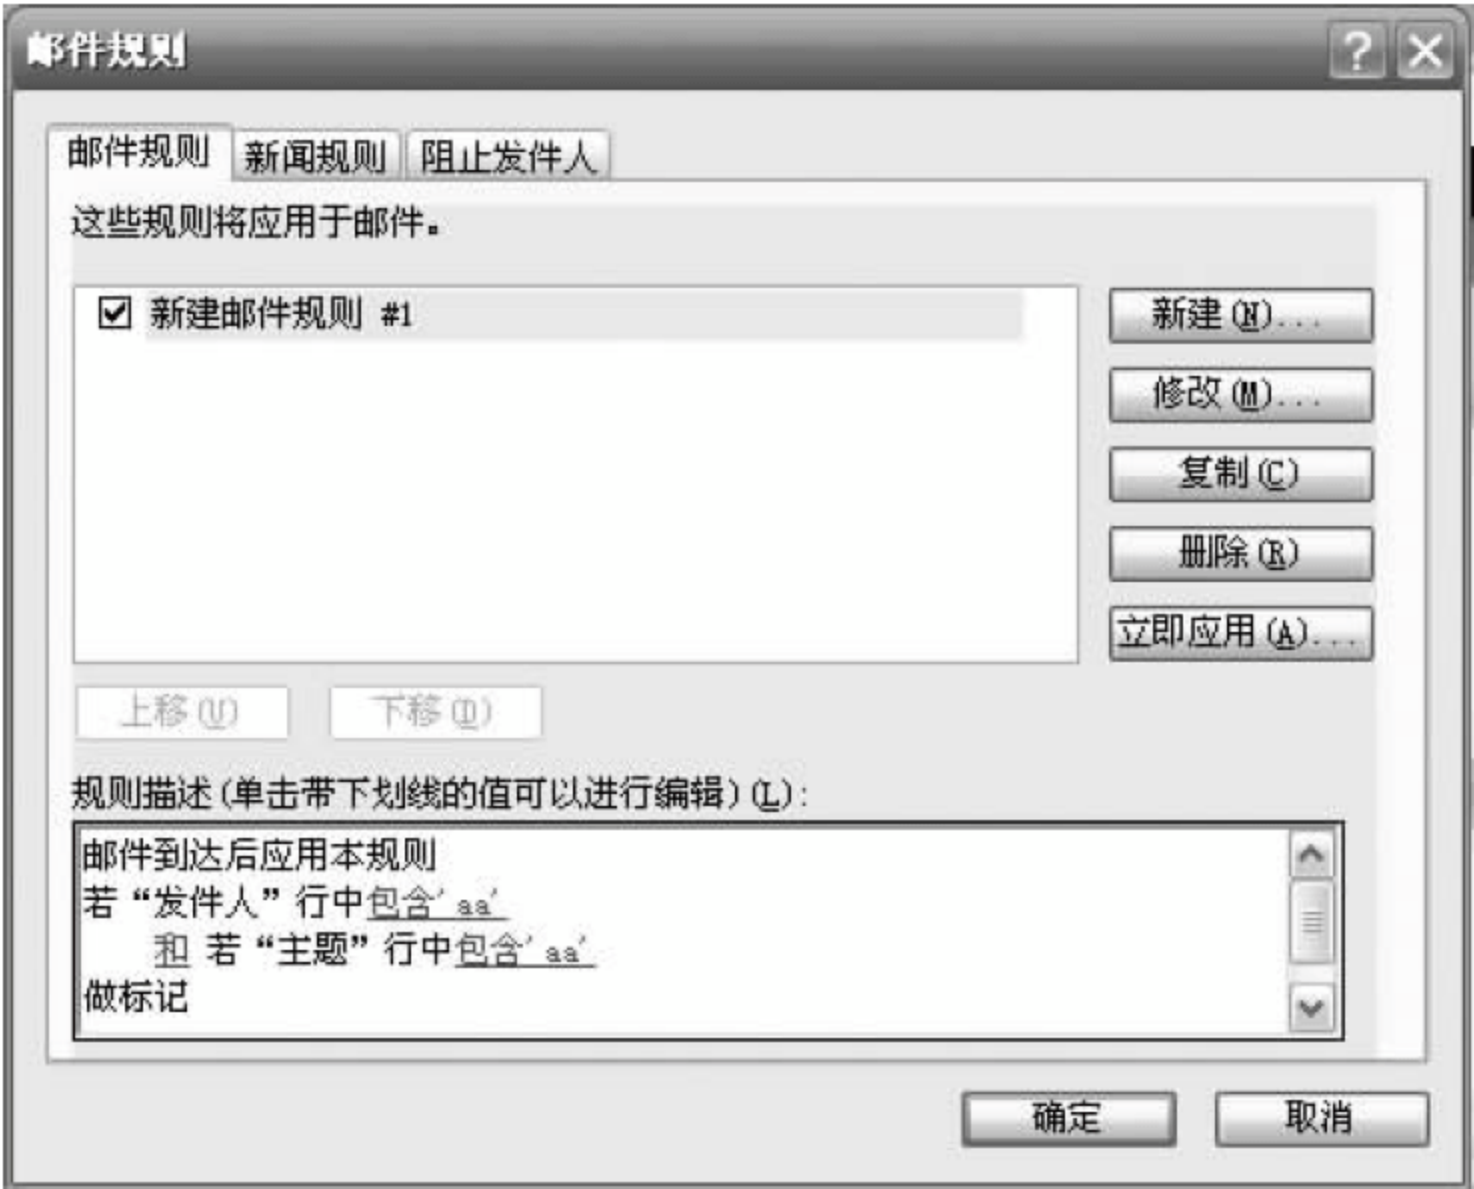 邮件规则
邮件规则 新闻规则 阻止发件人
这些规则将应用于邮件。
新建邮件规则 #1
新建(N)...
修改(M)...
复制(C)
删除(R)
立即应用(A)...
上移(U) 下移(D)
规则描述(单击带下划线的值可以进行编辑)(L):
邮件到达后应用本规则
若“发件人”行中包含' aa'
和 若“主题”行中包含' aa'
做标记
确定 取消